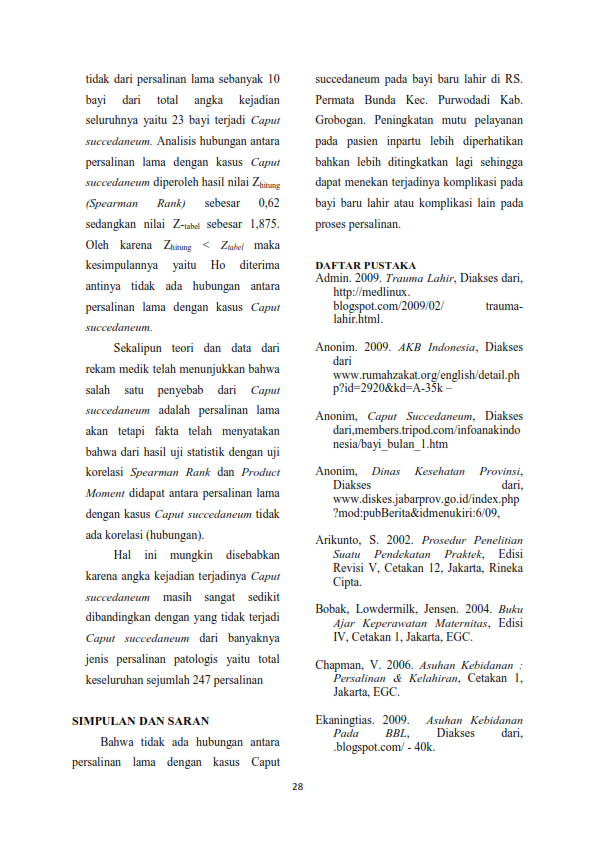 tidak dari persalinan lama sebanyak 10
bayi dari total angka kejadian
seluruhnya yaitu 23 bayi terjadi Caput
succedaneum. Analisis hubungan antara
persalinan lama dengan kasus Caput
succedaneum diperoleh hasil nilai Zhitung
(Spearman Rank) sebesar 0,62
sedangkan nilai Z-tabel sebesar 1,875.
Oleh karena Zhitung < Ztabel maka
kesimpulannya yaitu Ho diterima
antinya tidak ada hubungan antara
persalinan lama dengan kasus Caput
succedaneum.
Sekalipun teori dan data dari
rekam medik telah menunjukkan bahwa
salah satu penyebab dari Caput
succedaneum adalah persalinan lama
akan tetapi fakta telah menyatakan
bahwa dari hasil uji statistik dengan uji
korelasi Spearman Rank dan Product
Moment didapat antara persalinan lama
dengan kasus Caput succedaneum tidak
ada korelasi (hubungan).
Hal ini mungkin disebabkan
karena angka kejadian terjadinya Caput
succedaneum masih sangat sedikit
dibandingkan dengan yang tidak terjadi
Caput succedaneum dari banyaknya
jenis persalinan patologis yaitu total
keseluruhan sejumlah 247 persalinan
SIMPULAN DAN SARAN
Bahwa tidak ada hubungan antara
persalinan lama dengan kasus Caput
succedaneum pada bayi baru lahir di RS.
Permata Bunda Kec. Purwodadi Kab.
Grobogan. Peningkatan mutu pelayanan
pada pasien inpartu lebih diperhatikan
bahkan lebih ditingkatkan lagi sehingga
dapat menekan terjadinya komplikasi pada
bayi baru lahir atau komplikasi lain pada
proses persalinan.
DAFTAR PUSTAKA
Admin. 2009. Trauma Lahir, Diakses dari,
http://medlinux.
blogspot.com/2009/02/ trauma-
lahir.html.
Anonim. 2009. AKB Indonesia, Diakses
dari
www.rumahzakat.org/english/detail.ph
p?id=2920&kd=A-35k –
Anonim, Caput Succedaneum, Diakses
dari,members.tripod.com/infoanakindo
nesia/bayi_bulan_1.htm
Anonim, Dinas Kesehatan Provinsi,
Diakses dari,
www.diskes.jabarprov.go.id/index.php
?mod:pubBerita&idmenukiri:6/09,
Arikunto, S. 2002. Prosedur Penelitian
Suatu Pendekatan Praktek, Edisi
Revisi V, Cetakan 12, Jakarta, Rineka
Cipta.
Bobak, Lowdermilk, Jensen. 2004. Buku
Ajar Keperawatan Maternitas, Edisi
IV, Cetakan 1, Jakarta, EGC.
Chapman, V. 2006. Asuhan Kebidanan :
Persalinan & Kelahiran, Cetakan 1,
Jakarta, EGC.
Ekaningtias. 2009. Asuhan Kebidanan
Pada BBL, Diakses dari,
.blogspot.com/ - 40k.
28